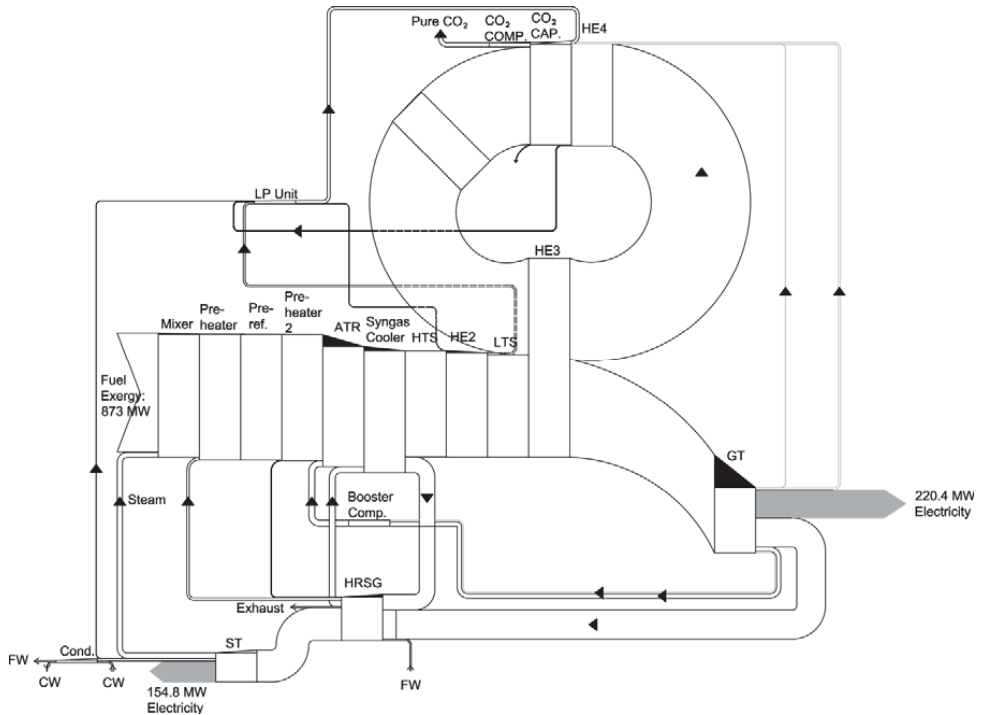 Pure CO₂
CO₂
COMP.
CO₂
CAP.
HE4
LP Unit
HE3
Mixer
Pre-
heater
Pre-
ref.
Pre-
heater
2
ATR
Syngas
Cooler
HTS
HE2
LTS
Fuel
Exergy:
873 MW
GT
Steam
Booster
Comp.
220.4 MW
Electricity
HRSG
Exhaust
ST
Cond.
FW
CW
CW
FW
154.8 MW
Electricity